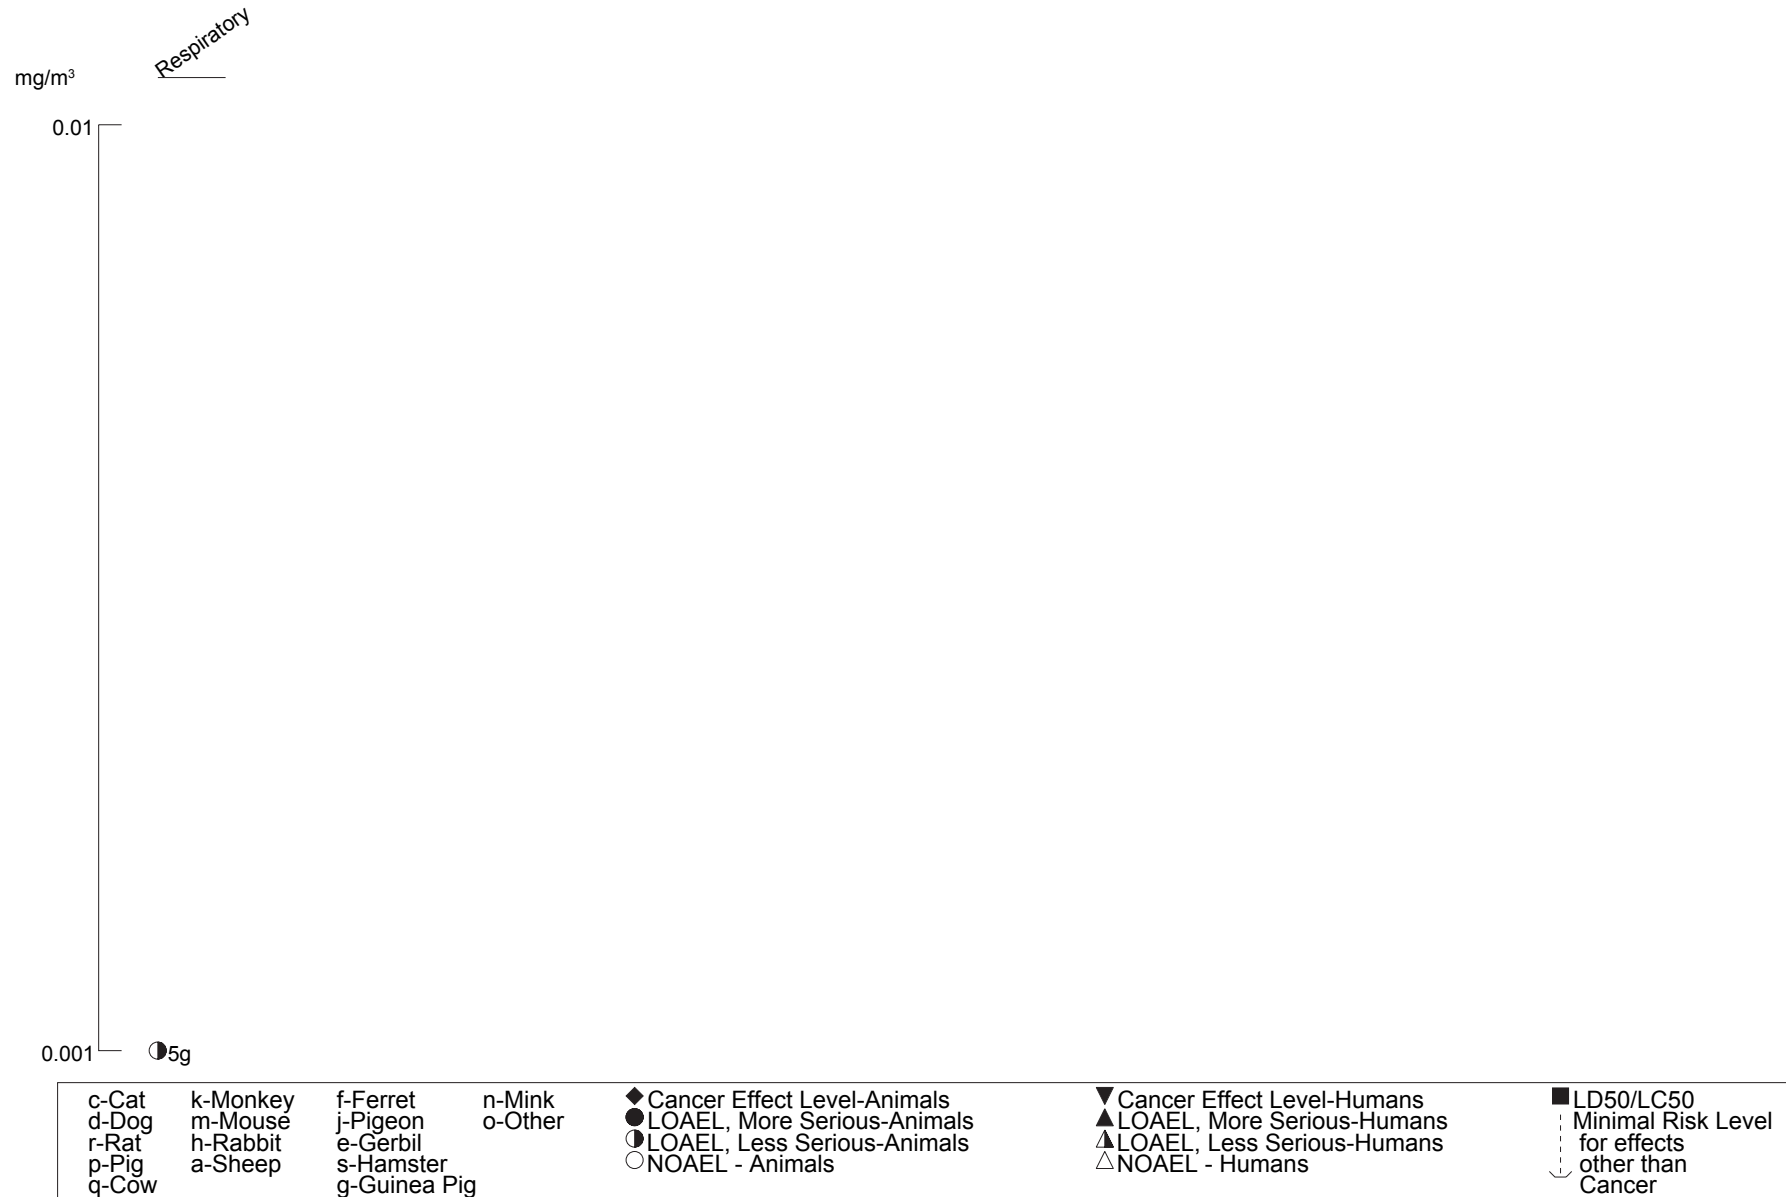 Respiratory
mg/m³
0.01
0.001
5g
c-Cat k-Monkey f-Ferret n-Mink
d-Dog m-Mouse j-Pigeon o-Other
r-Rat h-Rabbit e-Gerbil
p-Pig a-Sheep s-Hamster
q-Cow g-Guinea Pig
Cancer Effect Level-Animals
LOAEL, More Serious-Animals
LOAEL, Less Serious-Animals
NOAEL - Animals
Cancer Effect Level-Humans
LOAEL, More Serious-Humans
LOAEL, Less Serious-Humans
NOAEL - Humans
LD50/LC50
Minimal Risk Level
for effects
other than
Cancer